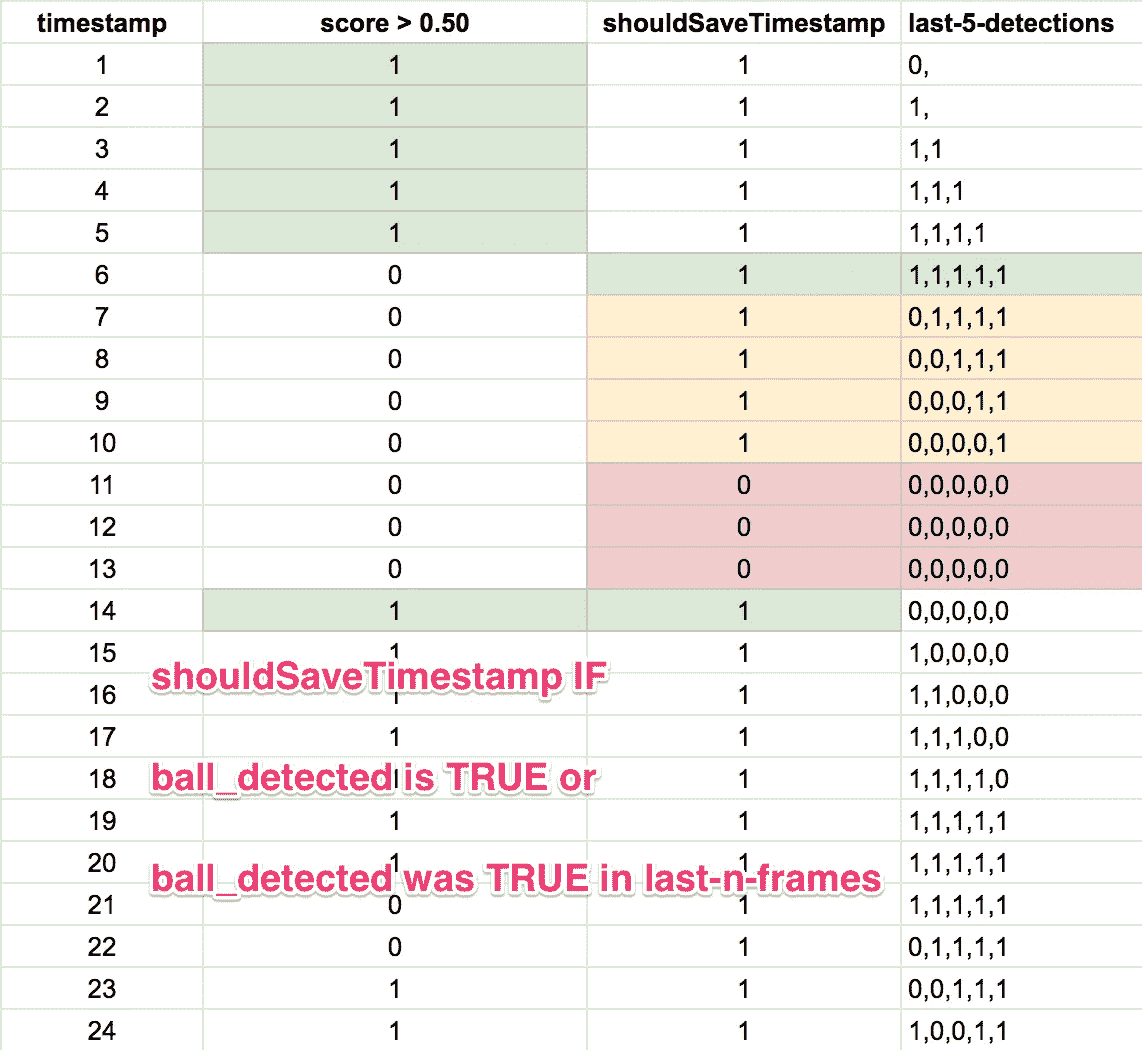 timestamp score > 0.50 shouldSaveTimestamp last-5-detections
1 1 1 0,
2 1 1 1,
3 1 1 1,1
4 1 1 1,1,1
5 1 1 1,1,1,1
6 0 1 1,1,1,1,1
7 0 1 0,1,1,1,1
8 0 1 0,0,1,1,1
9 0 1 0,0,0,1,1
10 0 1 0,0,0,0,1
11 0 0 0,0,0,0,0
12 0 0 0,0,0,0,0
13 0 0 0,0,0,0,0
14 1 1 0,0,0,0,0
15 1 1 1,0,0,0,0
shouldSaveTimestamp IF
16 1 1 1,1,0,0,0
17 1 1 1,1,1,0,0
ball_detected is TRUE or
18 1 1 1,1,1,1,0
19 1 1 1,1,1,1,1
20 1 1 1,1,1,1,1
ball_detected was TRUE in last-n-frames
21 0 1 1,1,1,1,1
22 0 1 0,1,1,1,1
23 1 1 0,0,1,1,1
24 1 1 1,0,0,1,1